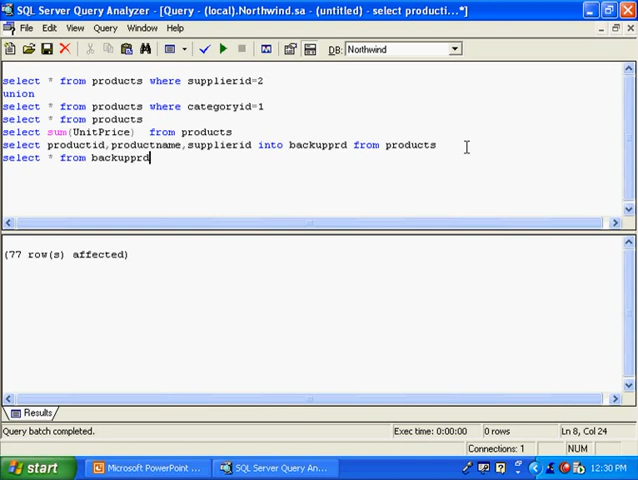 SQL Server Query Analyzer - [Query - (local).Northwind.sa - (untitled) - select producti...*]
File Edit View Query Window Help
DB: Northwind
select * from products where supplierid=2
union
select * from products where categoryid=1
select * from products
select sum(UnitPrice) from products
select productid,productname,supplierid into backupprd from products
select * from backupprd
(77 row(s) affected)
Results
Query batch completed.
Exec time: 0:00:00
0 rows
Ln 8, Col 24
Connections: 1
NUM
start
Microsoft PowerPoint ...
SQL Server Query An...
12:30 PM